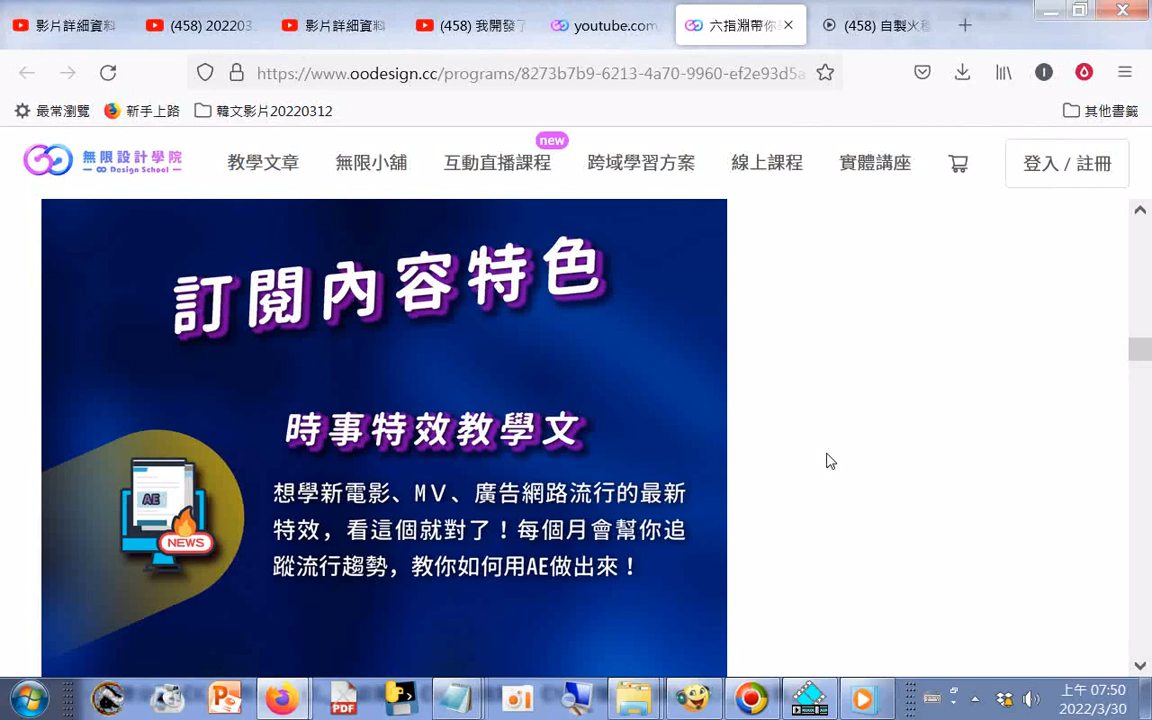 影片詳細資料
(458) 202203
影片詳細資料
(458) 我開發了
youtube.com
六指淵帶你
(458) 自製火種
https://www.oodesign.cc/programs/8273b7b9-6213-4a70-9960-ef2e93d5a
最常瀏覽
新手上路
韓文影片20220312
其他書籤
無限設計學院
Design School
教學文章
無限小舖
new
互動直播課程
跨域學習方案
線上課程
實體講座
登入 / 註冊
訂閱內容特色
時事特效教學文
AE
NEWS
想學新電影、MV、廣告網路流行的最新
特效，看這個就對了！每個月會幫你追
蹤流行趨勢，教你如何用AE做出來！
PDF
上午 07:50
2022/3/30